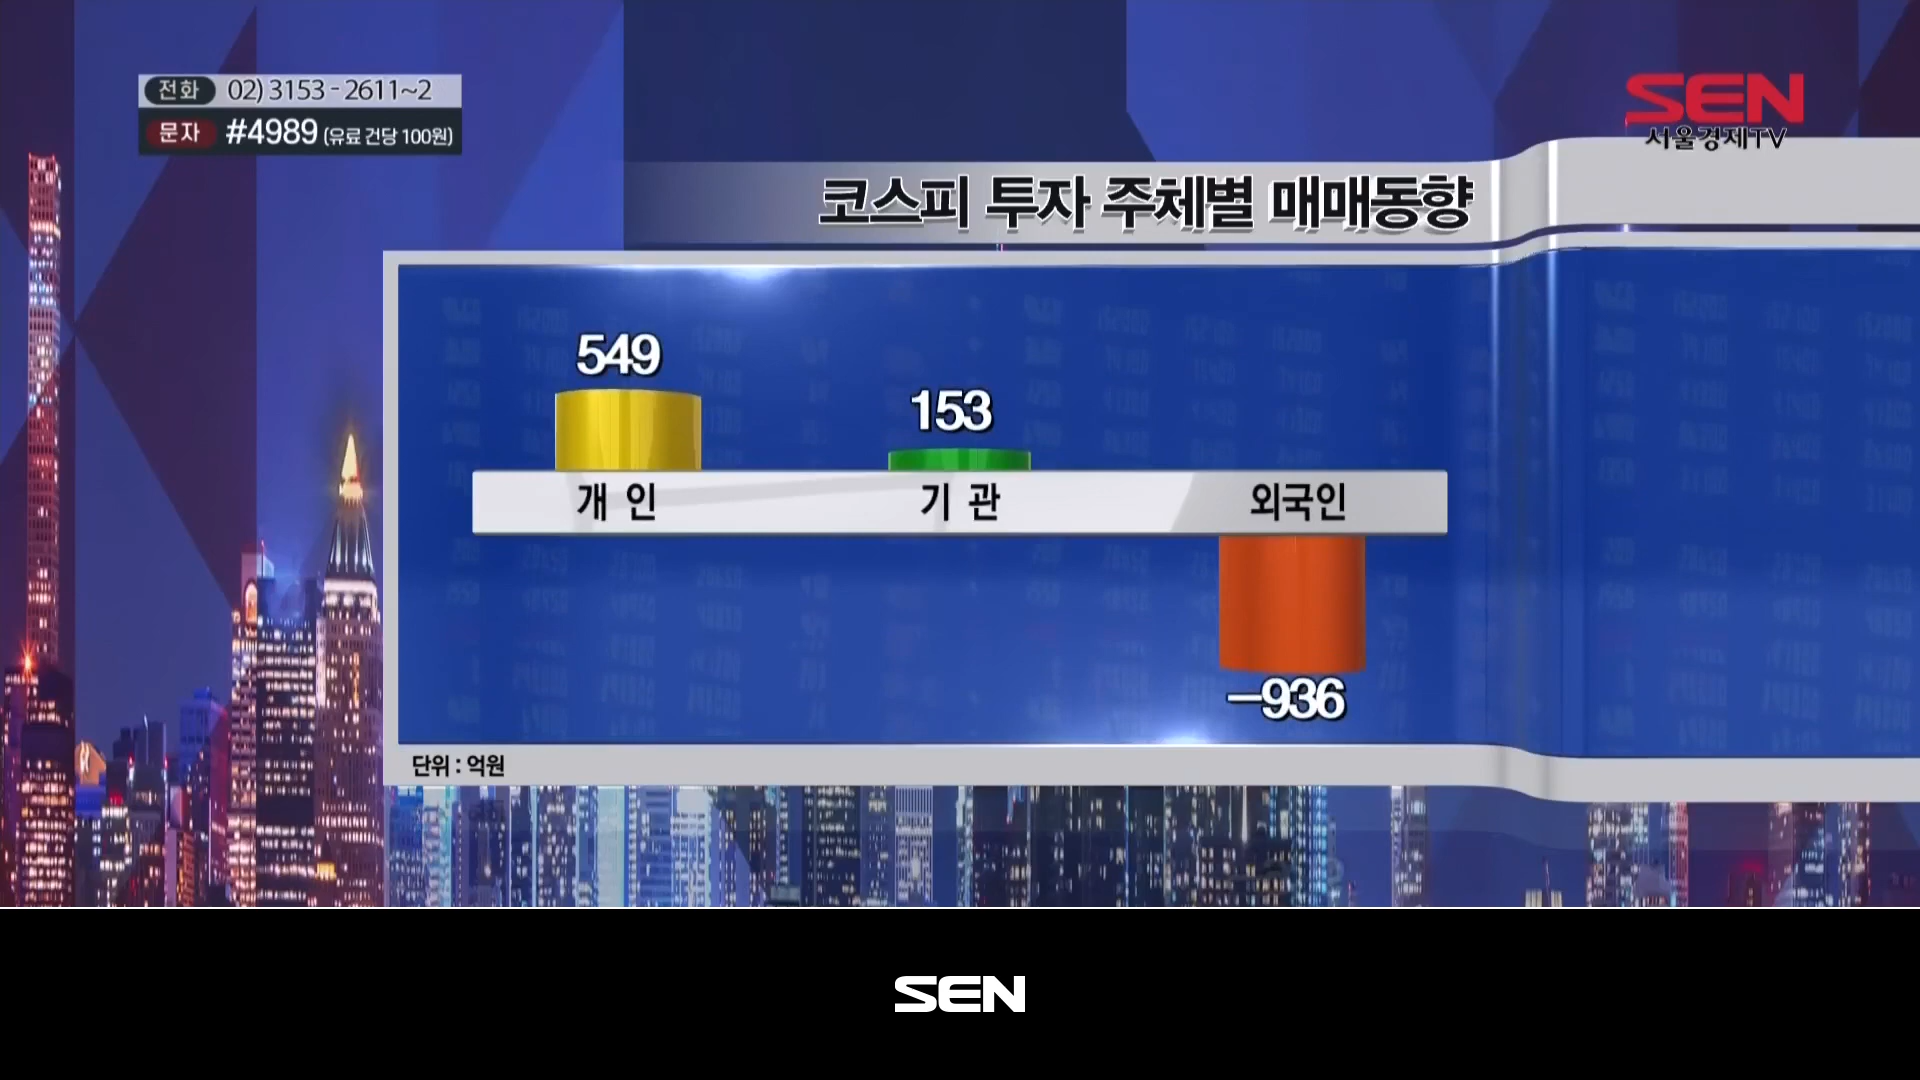 전화 02) 3153-2611~2
문자 #4989 (유료 건당 100원)
SEN
서울경제TV
코스피 투자 주체별 매매동향
549
153
개인
기관
외국인
-936
단위 : 억원
SEN